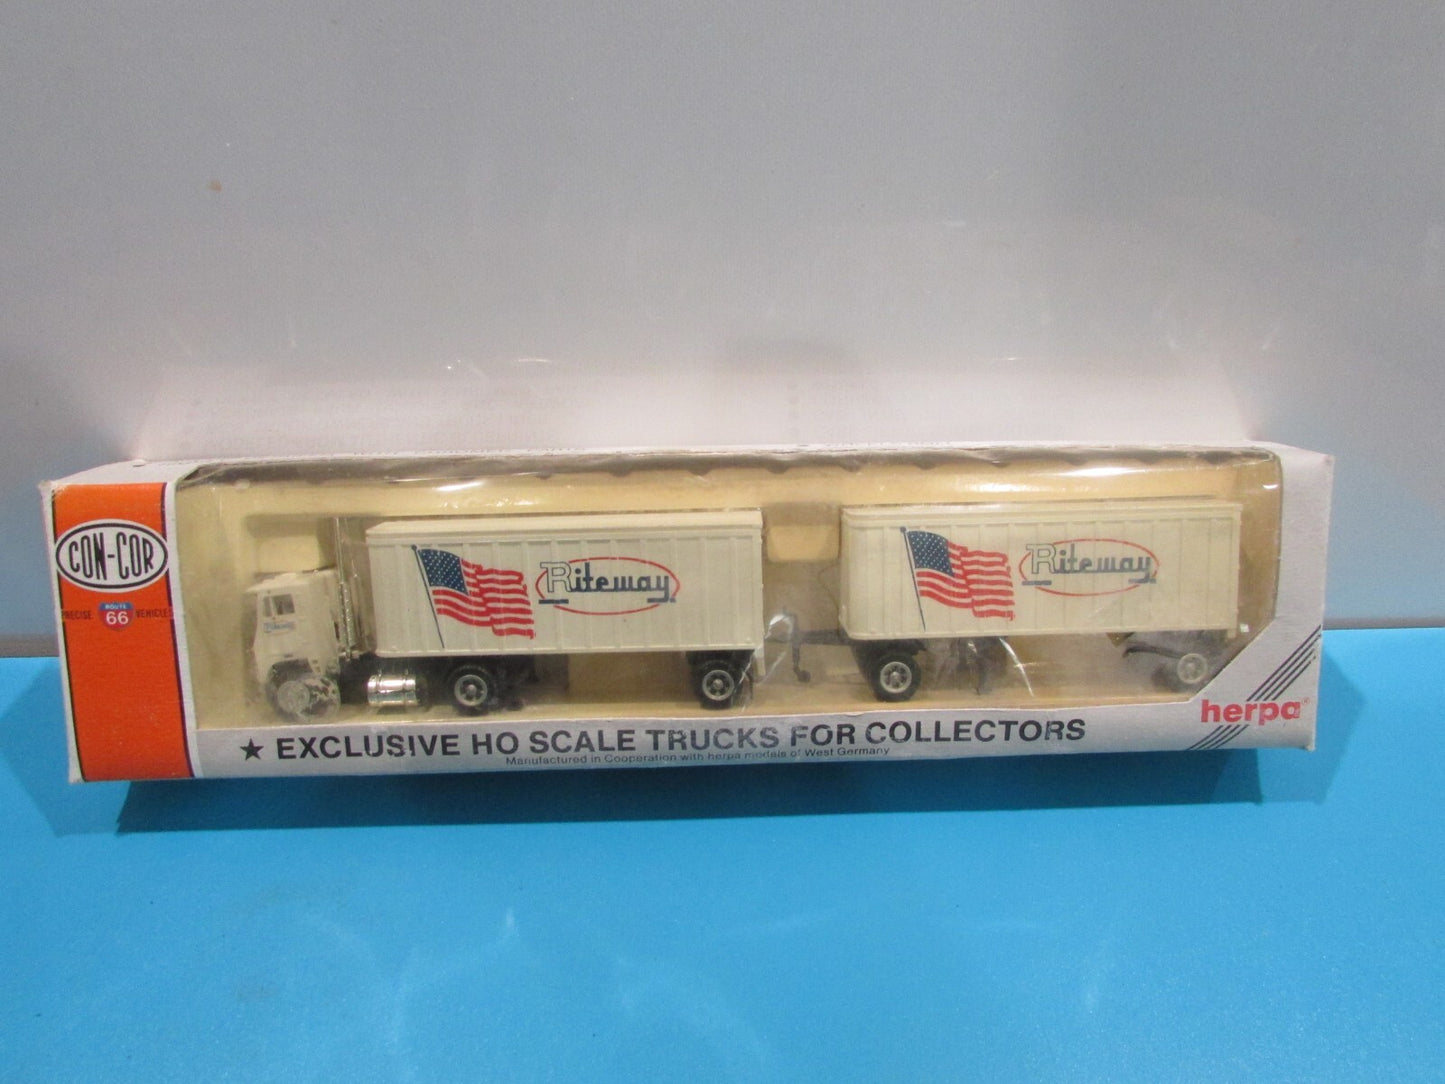 CON-COR
PRECISE ROUTE 66 VEHICLES
Riteway
Riteway
Riteway
★ EXCLUSIVE HO SCALE TRUCKS FOR COLLECTORS
Manufactured in Cooperation with herpa models of West Germany
herpa®